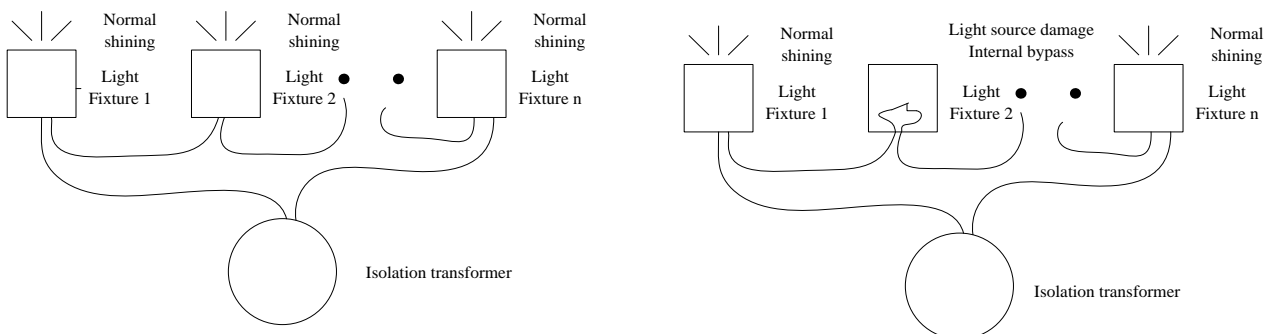 Normal
shining
Light
Fixture 1
Normal
shining
Light
Fixture 2
Normal
shining
Light
Fixture n
Isolation transformer
Normal
shining
Light
Fixture 1
Light source damage
Internal bypass
Light
Fixture 2
Normal
shining
Light
Fixture n
Isolation transformer